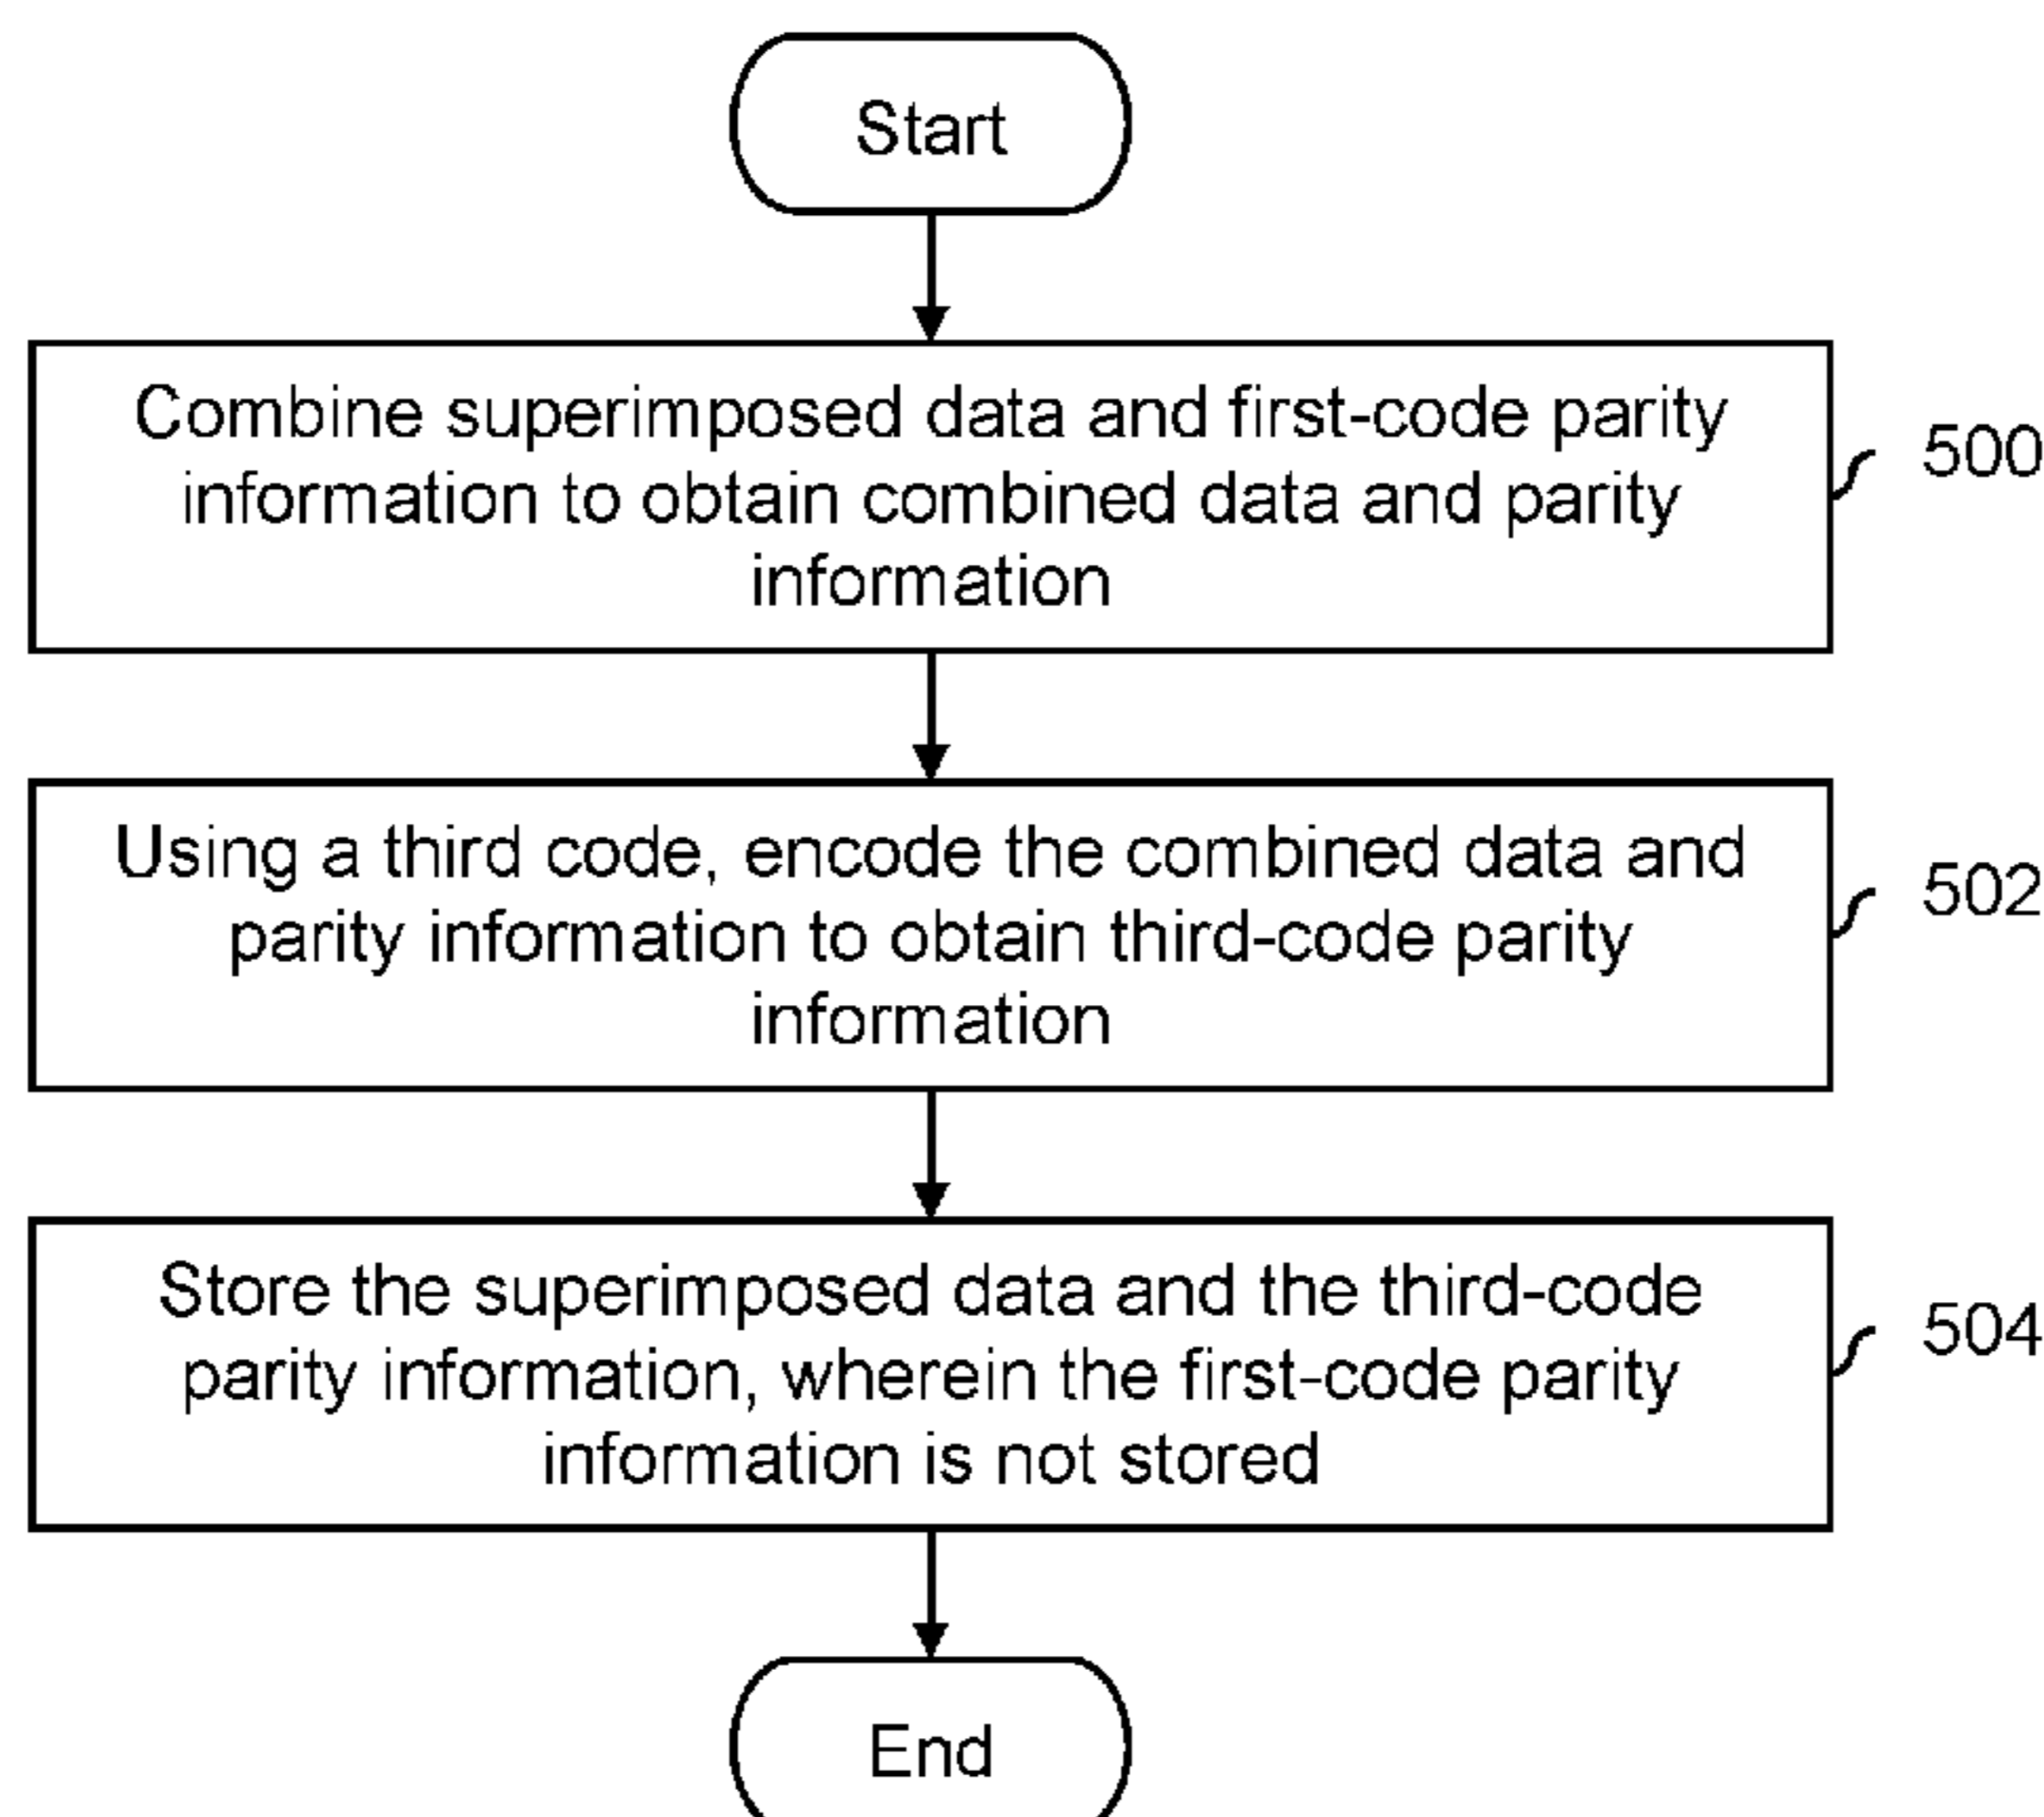 Start
Combine superimposed data and first-code parity
information to obtain combined data and parity
information
500
Using a third code, encode the combined data and
parity information to obtain third-code parity
information
502
Store the superimposed data and the third-code
parity information, wherein the first-code parity
information is not stored
504
End